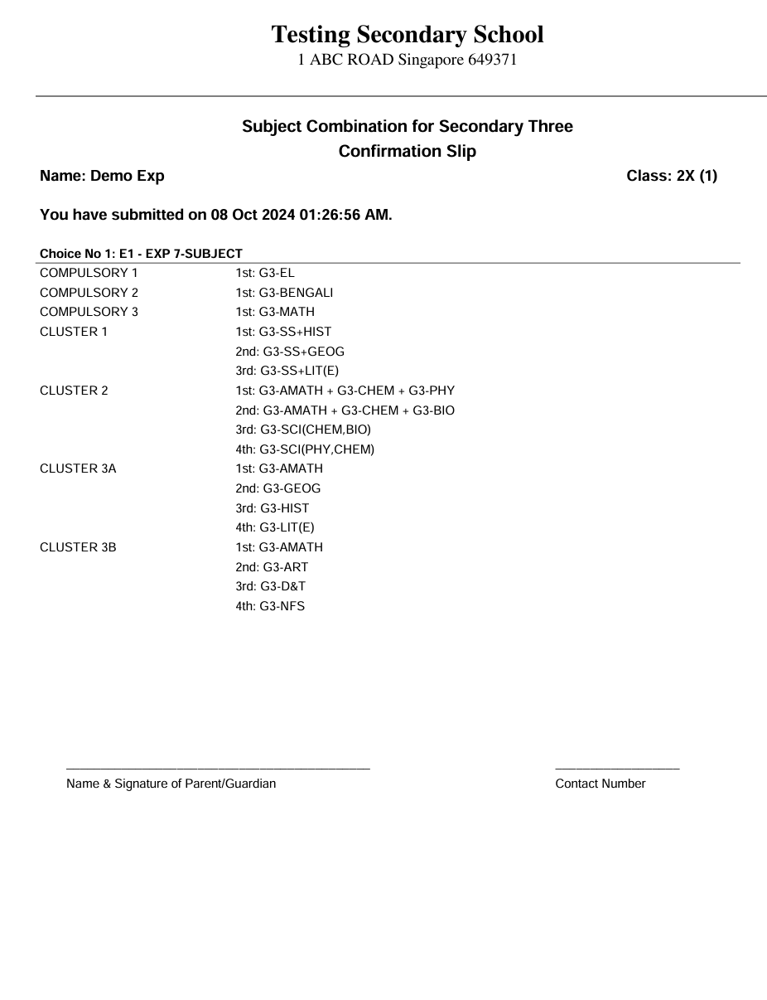 Testing Secondary School
1 ABC ROAD Singapore 649371
Subject Combination for Secondary Three
Confirmation Slip
Name: Demo Exp Class: 2X (1)
You have submitted on 08 Oct 2024 01:26:56 AM.
Choice No 1: E1 - EXP 7-SUBJECT
COMPULSORY 1 1st: G3-EL
COMPULSORY 2 1st: G3-BENGALI
COMPULSORY 3 1st: G3-MATH
CLUSTER 1 1st: G3-SS+HIST
2nd: G3-SS+GEOG
3rd: G3-SS+LIT(E)
CLUSTER 2 1st: G3-AMATH + G3-CHEM + G3-PHY
2nd: G3-AMATH + G3-CHEM + G3-BIO
3rd: G3-SCI(CHEM,BIO)
4th: G3-SCI(PHY,CHEM)
CLUSTER 3A 1st: G3-AMATH
2nd: G3-GEOG
3rd: G3-HIST
4th: G3-LIT(E)
CLUSTER 3B 1st: G3-AMATH
2nd: G3-ART
3rd: G3-D&T
4th: G3-NFS
Name & Signature of Parent/Guardian Contact Number